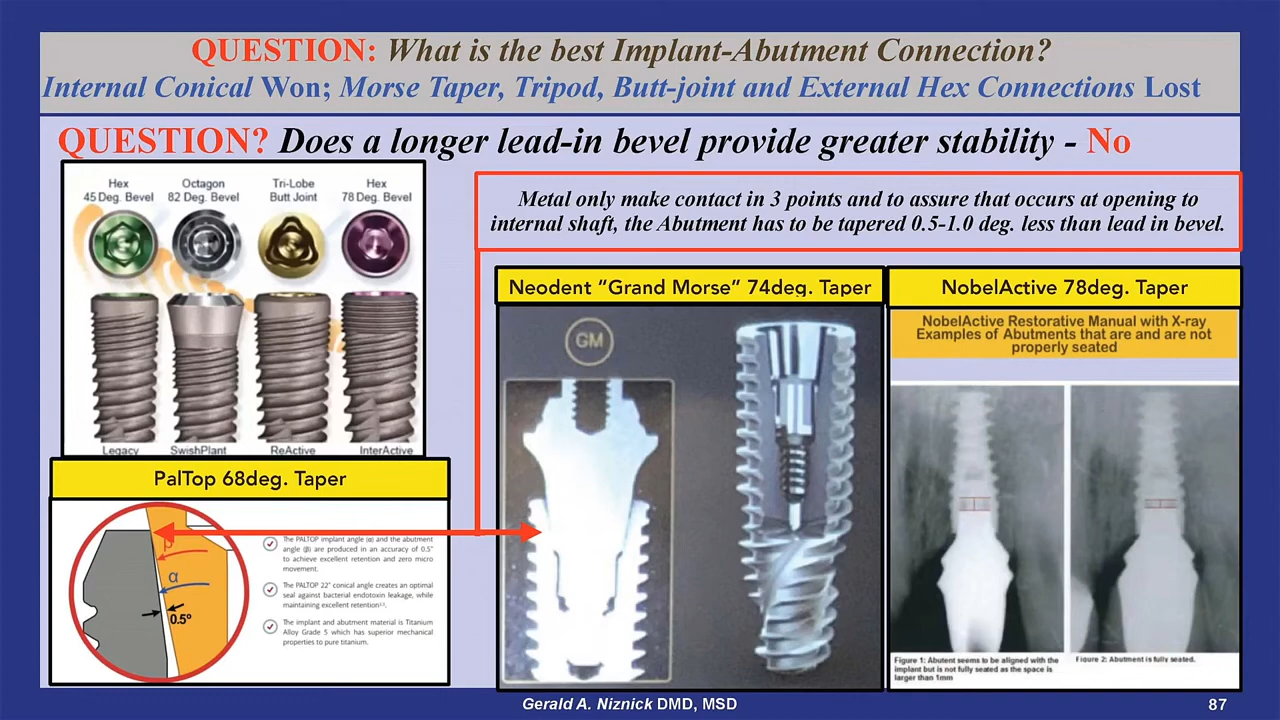 QUESTION: What is the best Implant-Abutment Connection?
Internal Conical Won; Morse Taper, Tripod, Butt-joint and External Hex Connections Lost
QUESTION? Does a longer lead-in bevel provide greater stability - No
Hex
45 Deg. Bevel
Octagon
82 Deg. Bevel
Tri-Lobe
Butt Joint
Hex
78 Deg. Bevel
Legacy
SwishPlant
ReActive
InterActive
Metal only make contact in 3 points and to assure that occurs at opening to
internal shaft, the Abutment has to be tapered 0.5-1.0 deg. less than lead in bevel.
PalTop 68deg. Taper
β
α
0.5º
The PALTOP implant angle (α) and the abutment
angle (β) are produced in an accuracy of 0.5°
to achieve excellent retention and zero micro
movement.
The PALTOP 22° conical angle creates an optimal
seal against bacterial endotoxin leakage, while
maintaining excellent retention
The implant and abutment material is Titanium
Alloy Grade 5 which has superior mechanical
properties to pure titanium.
Neodent “Grand Morse” 74deg. Taper
GM
NobelActive 78deg. Taper
NobelActive Restorative Manual with X-ray
Examples of Abutments that are and are not
properly seated
Figure 1: Abutent seems to be aligned with the
implant but is not fully seated as the space is
larger than 1mm
Figure 2: Abutment is fully seated.
Gerald A. Niznick DMD, MSD
87